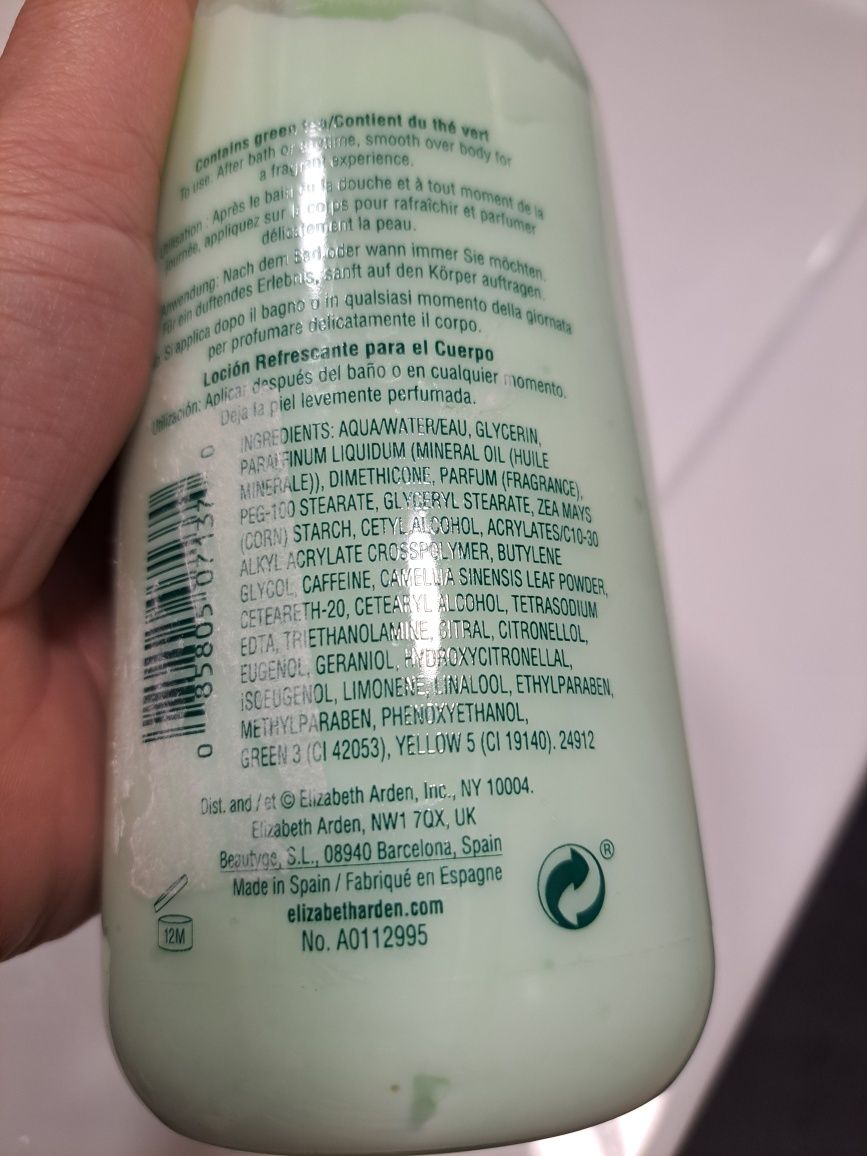 Contains green tea/Contient du thé vert
To use: After bath or anytime, smooth over body for
a fragrant experience.
Utilisation : Après le bain ou la douche et à tout moment de la
journée, appliquez sur le corps pour rafraîchir et parfumer
délicatement la peau.
Anwendung: Nach dem Bad oder wann immer Sie möchten.
Für ein duftendes Erlebnis, sanft auf den Körper auftragen.
Si applica dopo il bagno o in qualsiasi momento della giornata
per profumare delicatamente il corpo.
Loción Refrescante para el Cuerpo
Utilización: Aplicar después del baño o en cualquier momento.
Deja la piel levemente perfumada.
INGREDIENTS: AQUA/WATER/EAU, GLYCERIN,
PARAFFINUM LIQUIDUM (MINERAL OIL (HUILE
MINERALE)), DIMETHICONE, PARFUM (FRAGRANCE),
PEG-100 STEARATE, GLYCERYL STEARATE, ZEA MAYS
(CORN) STARCH, CETYL ALCOHOL, ACRYLATES/C10-30
ALKYL ACRYLATE CROSSPOLYMER, BUTYLENE
GLYCOL, CAFFEINE, CAMELLIA SINENSIS LEAF POWDER,
CETEARETH-20, CETEARYL ALCOHOL, TETRASODIUM
EDTA, TRIETHANOLAMINE, CITRAL, CITRONELLOL,
EUGENOL, GERANIOL, HYDROXYCITRONELLAL,
ISOEUGENOL, LIMONENE, LINALOOL, ETHYLPARABEN,
METHYLPARABEN, PHENOXYETHANOL,
GREEN 3 (CI 42053), YELLOW 5 (CI 19140). 24912
Dist. and / et © Elizabeth Arden, Inc., NY 10004.
Elizabeth Arden, NW1 7QX, UK
Beautyge, S.L., 08940 Barcelona, Spain
Made in Spain / Fabriqué en Espagne
elizabetharden.com
No. A0112995
12M
®